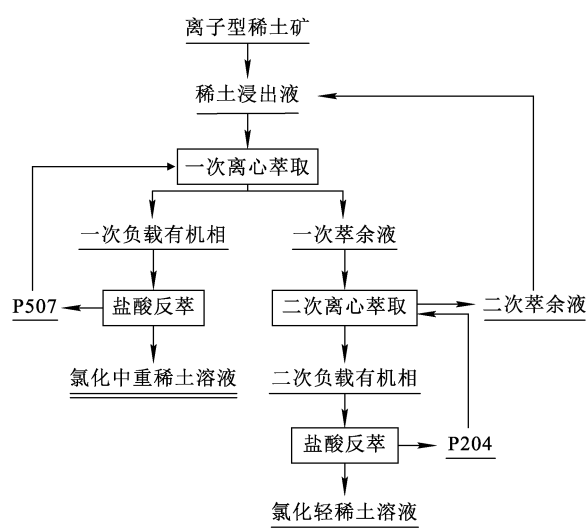 离子型稀土矿
稀土浸出液
一次离心萃取
一次负载有机相
一次萃余液
P507
盐酸反萃
二次离心萃取
二次萃余液
氯化中重稀土溶液
二次负载有机相
盐酸反萃
P204
氯化轻稀土溶液